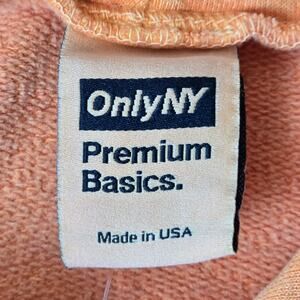 OnlyNY
Premium
Basics.
Made in USA